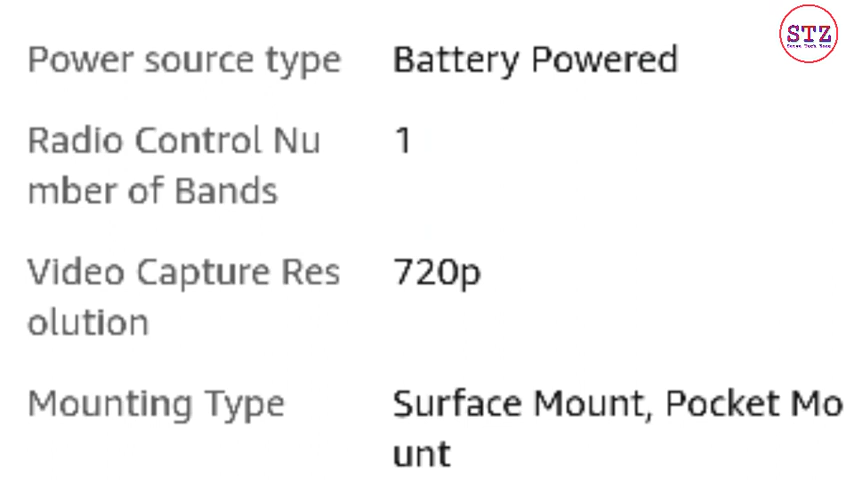 STZ
Power source type Battery Powered
Radio Control Nu 1
mber of Bands
Video Capture Res 720p
olution
Mounting Type Surface Mount, Pocket Mo
unt